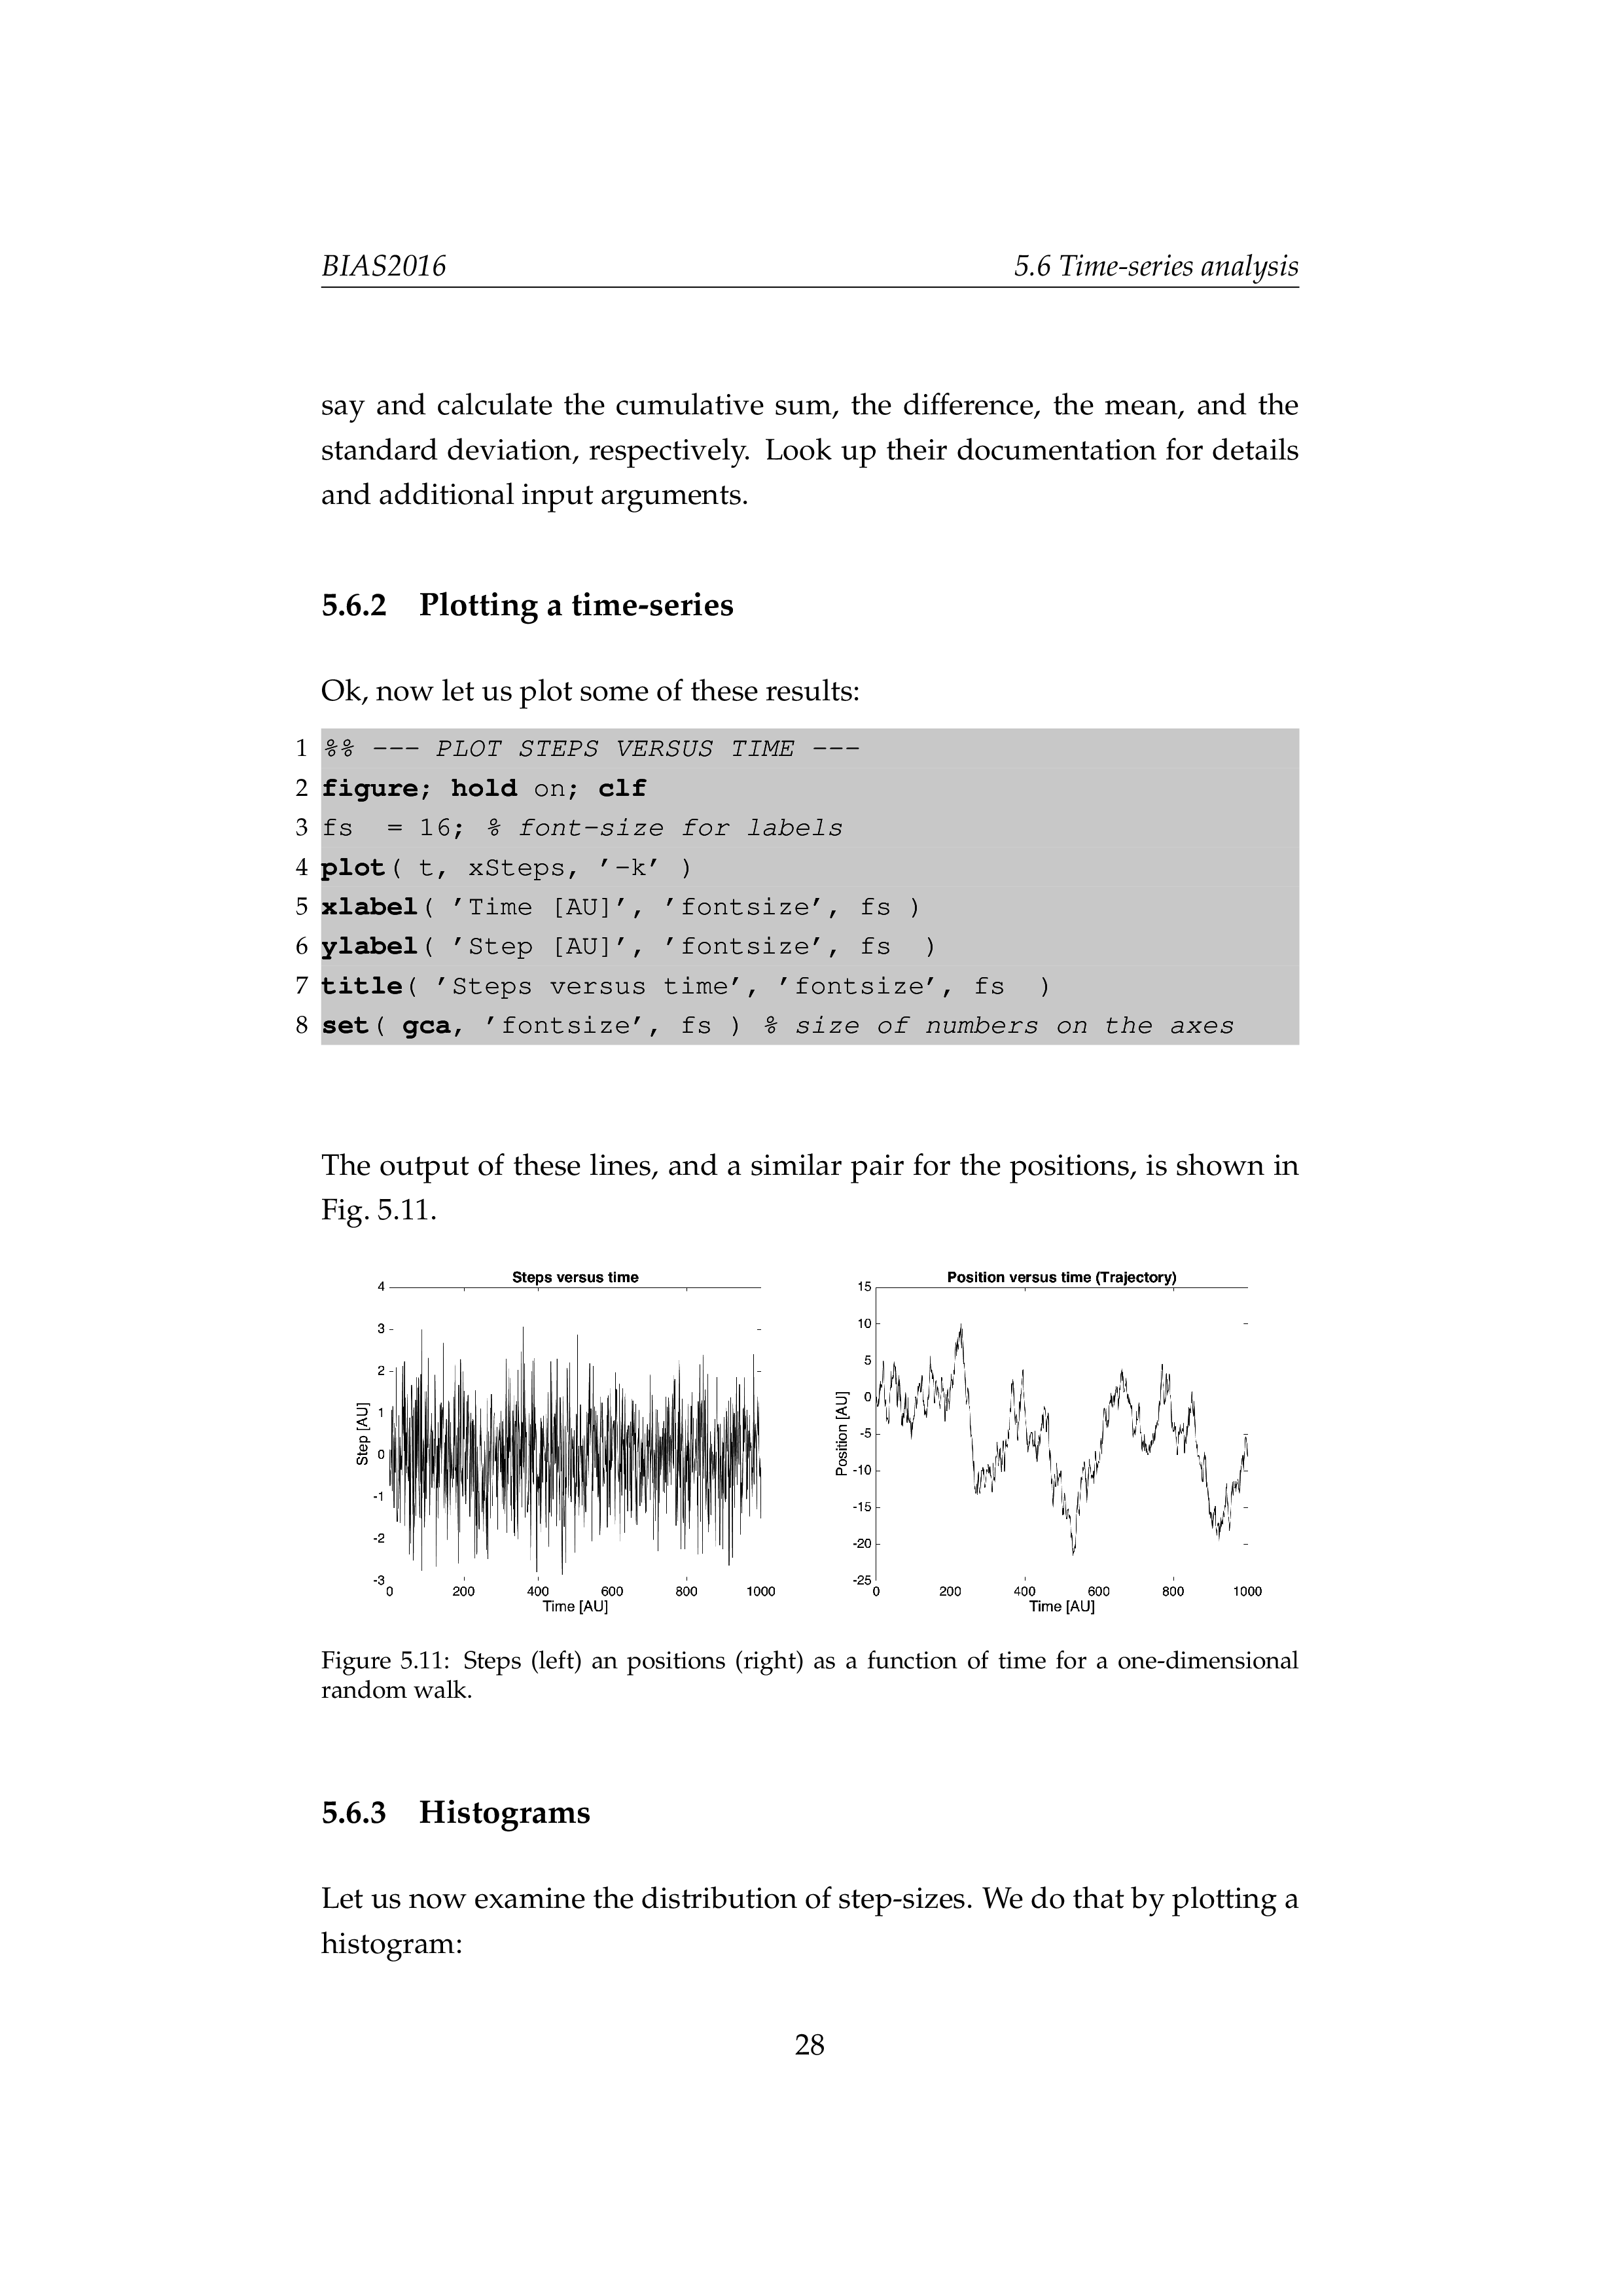 BIAS2016 5.6 Time-series analysis
say and calculate the cumulative sum, the difference, the mean, and the
standard deviation, respectively. Look up their documentation for details
and additional input arguments.
5.6.2 Plotting a time-series
Ok, now let us plot some of these results:
1 %% --- PLOT STEPS VERSUS TIME ---
2 figure; hold on; clf
3 fs  = 16; % font-size for labels
4 plot( t, xSteps, ’-k’ )
5 xlabel( ’Time [AU]’, ’fontsize’, fs )
6 ylabel( ’Step [AU]’, ’fontsize’, fs  )
7 title( ’Steps versus time’, ’fontsize’, fs  )
8 set( gca, ’fontsize’, fs ) % size of numbers on the axes
The output of these lines, and a similar pair for the positions, is shown in
Fig. 5.11.
Steps versus time
4
3
2
1
0
-1
-2
-3
Step [AU]
0 200 400 600 800 1000
Time [AU]
Position versus time (Trajectory)
15
10
5
0
-5
-10
-15
-20
-25
Position [AU]
0 200 400 600 800 1000
Time [AU]
Figure 5.11: Steps (left) an positions (right) as a function of time for a one-dimensional
random walk.
5.6.3 Histograms
Let us now examine the distribution of step-sizes. We do that by plotting a
histogram:
28